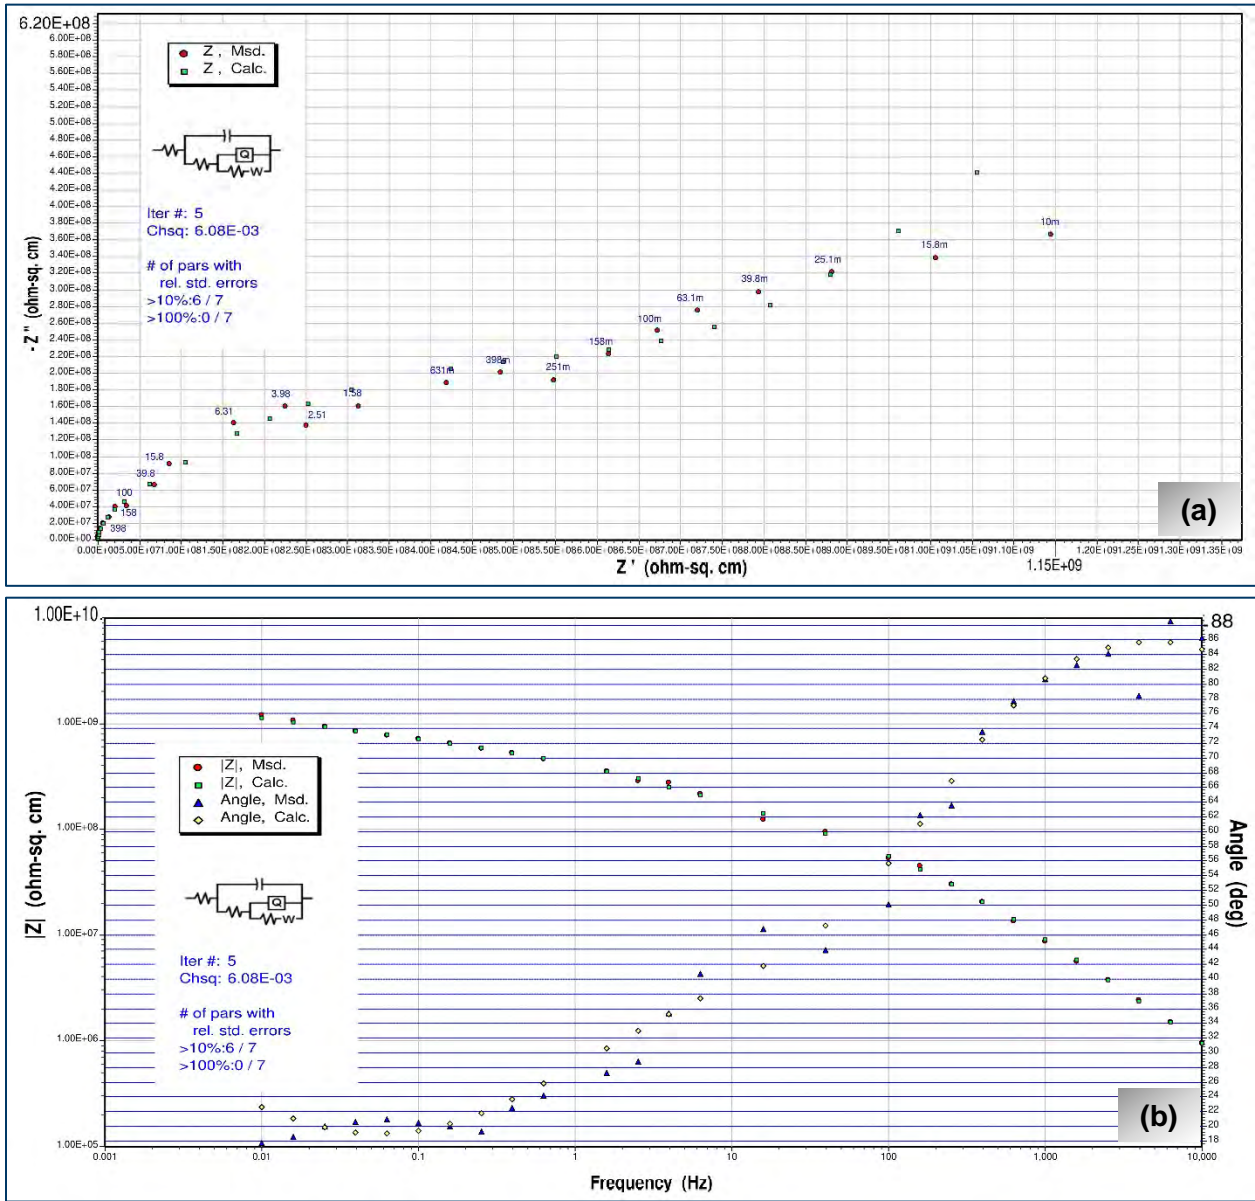 6.20E+08
6.00E+08
5.80E+08
5.60E+08
5.40E+08
5.20E+08
5.00E+08
4.80E+08
4.60E+08
4.40E+08
4.20E+08
4.00E+08
3.80E+08
3.60E+08
3.40E+08
3.20E+08
3.00E+08
2.80E+08
2.60E+08
2.40E+08
2.20E+08
2.00E+08
1.80E+08
1.60E+08
1.40E+08
1.20E+08
1.00E+08
8.00E+07
6.00E+07
4.00E+07
2.00E+07
0.00E+00
- Z" (ohm-sq. cm)
Z , Msd.
Z , Calc.
Q
W
Iter #: 5
Chsq: 6.08E-03
# of pars with
rel. std. errors
>10%:6 / 7
>100%:0 / 7
10m
15.8m
25.1m
39.8m
63.1m
100m
158m
251m
398m
631m
1.58
2.51
3.98
6.31
15.8
39.8
100
158
398
(a)
1.15E+09
Z ' (ohm-sq. cm)
1.00E+10
1.00E+09
1.00E+08
1.00E+07
1.00E+06
1.00E+05
|Z| (ohm-sq. cm)
|Z|, Msd.
|Z|, Calc.
Angle, Msd.
Angle, Calc.
Q
W
Iter #: 5
Chsq: 6.08E-03
# of pars with
rel. std. errors
>10%:6 / 7
>100%:0 / 7
88
86
84
82
80
78
76
74
72
70
68
66
64
62
60
58
56
54
52
50
48
46
44
42
40
38
36
34
32
30
28
26
24
22
20
18
Angle (deg)
(b)
0.001 0.01 0.1 1 10 100 1,000 10,000
Frequency (Hz)